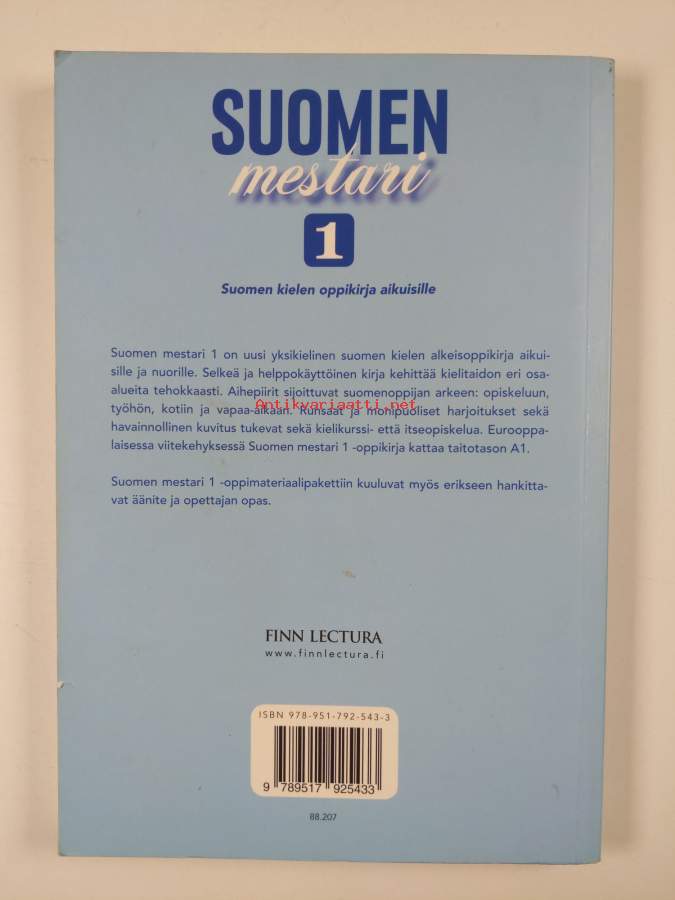 SUOMEN
mestari
1
Suomen kielen oppikirja aikuisille
Suomen mestari 1 on uusi yksikielinen suomen kielen alkeisoppikirja aikui-
sille ja nuorille. Selkeä ja helppokäyttöinen kirja kehittää kielitaidon eri osa-
alueita tehokkaasti. Aihepiirit sijoittuvat suomenoppijan arkeen: opiskeluun,
työhön, kotiin ja vapaa-aikaan. Runsaat ja monipuoliset harjoitukset sekä
Antikvariaatti.net
havainnollinen kuvitus tukevat sekä kielikurssi- että itseopiskelua. Eurooppa-
laisessa viitekehyksessä Suomen mestari 1 -oppikirja kattaa taitotason A1.
Suomen mestari 1 -oppimateriaalipakettiin kuuluvat myös erikseen hankitta-
vat äänite ja opettajan opas.
FINN LECTURA
www.finnlectura.fi
ISBN 978-951-792-543-3
9 789517 925433
88.207